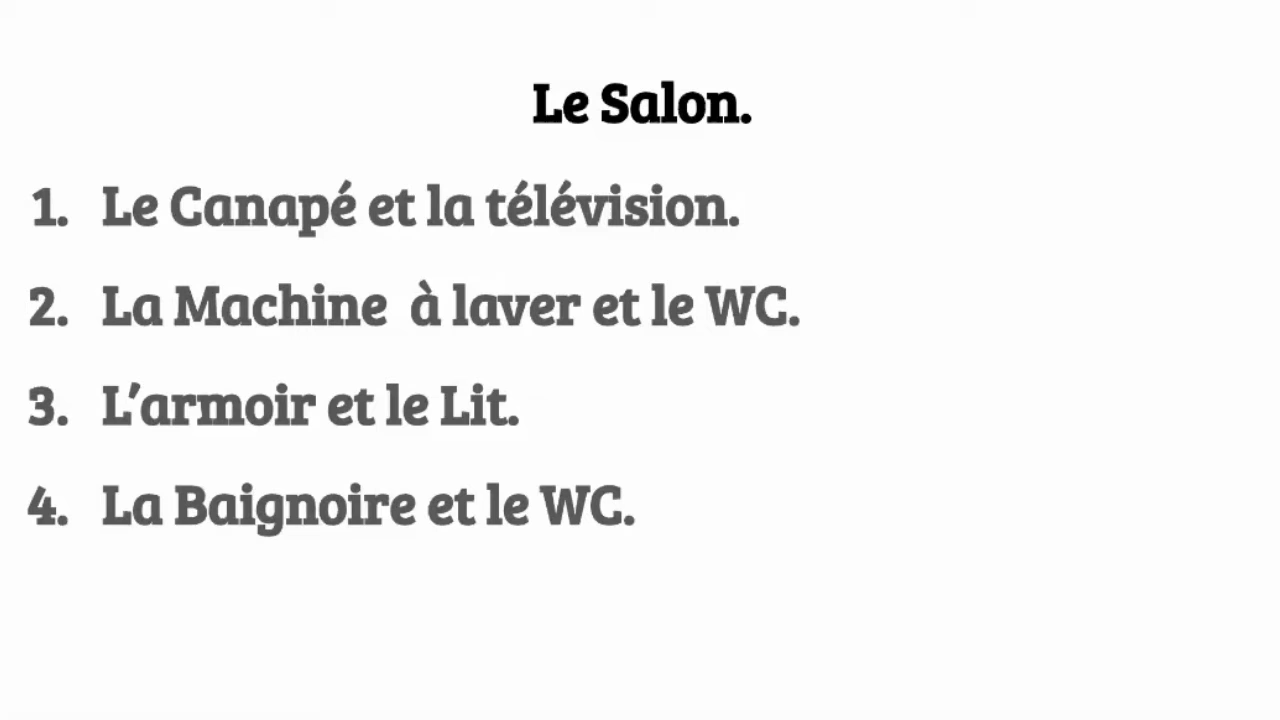 Le Salon.
1. Le Canapé et la télévision.
2. La Machine à laver et le WC.
3. L’armoir et le Lit.
4. La Baignoire et le WC.